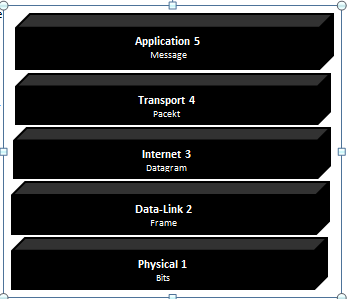 Application 5
Message
Transport 4
Pacekt
Internet 3
Datagram
Data-Link 2
Frame
Physical 1
Bits